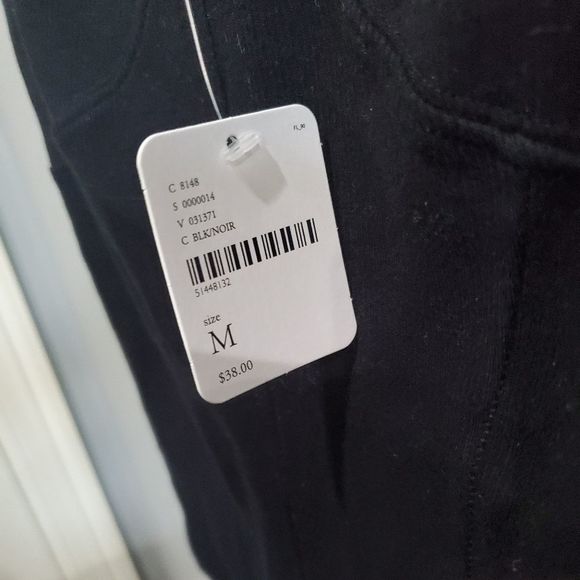 C 8148
S 0000014
V 031371
C BLK/NOIR
51448132
size
M
$38.00